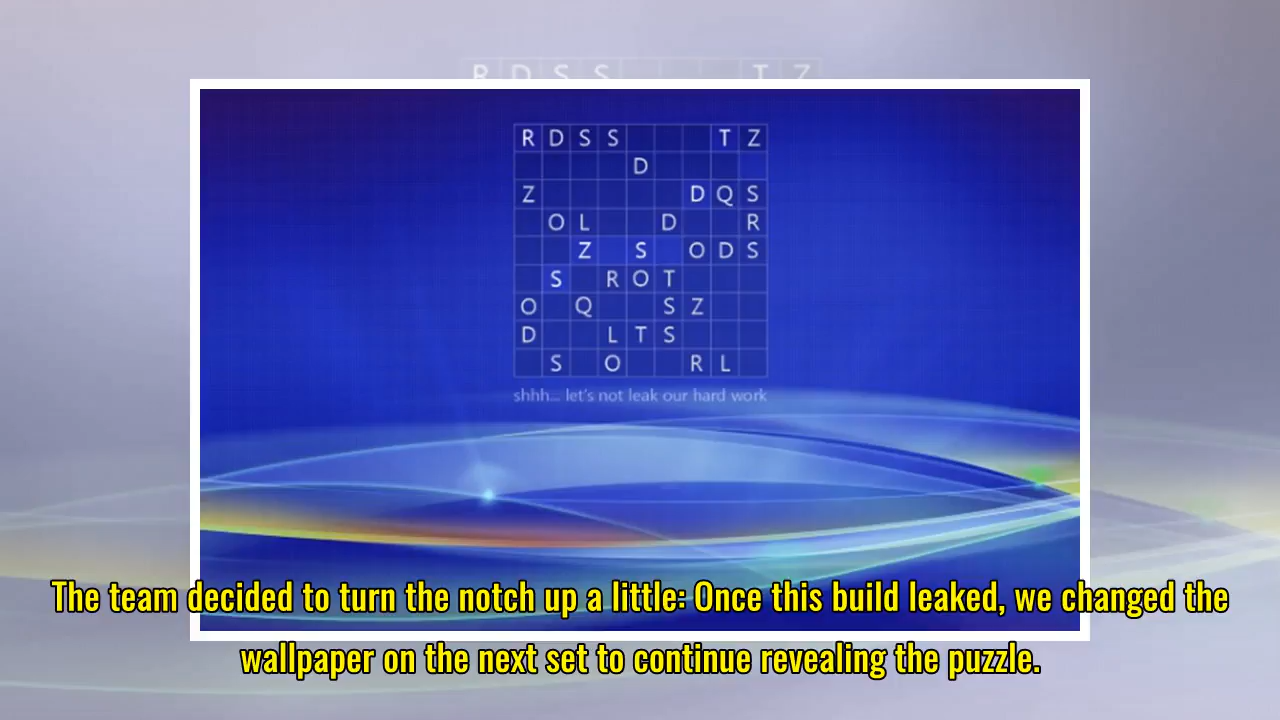 R D S S T Z
R D S S T Z
D
Z D Q S
O L D R
Z S O D S
S R O T
O Q S Z
D L T S
S O R L
shhh... let's not leak our hard work
The team decided to turn the notch up a little: Once this build leaked, we changed the
wallpaper on the next set to continue revealing the puzzle.